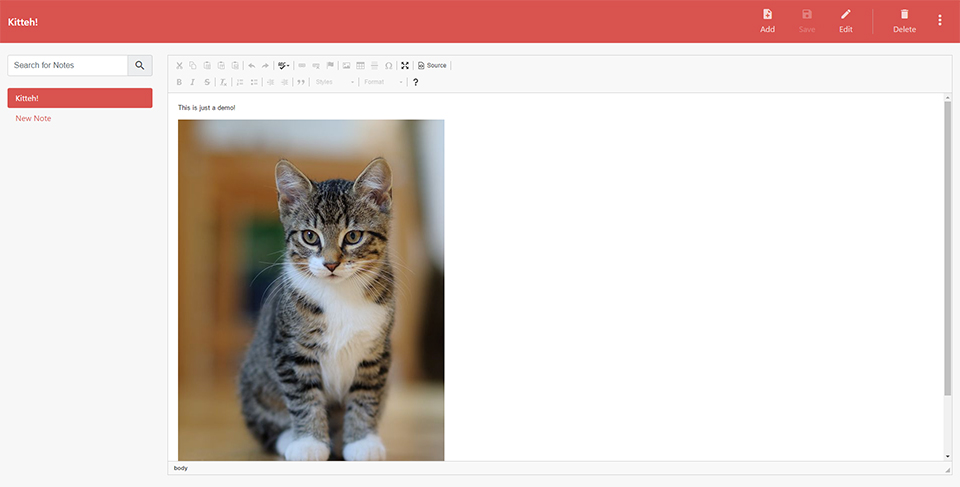 Kitteh!
Add Save Edit Delete
Search for Notes
Kitteh!
New Note
Source
B I S Tx Styles Format ?
This is just a demo!
body